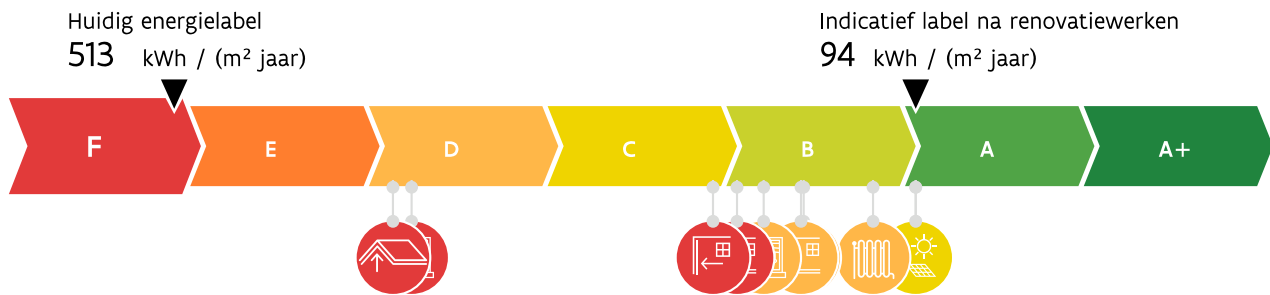 Huidig energielabel
513 kWh / (m² jaar)
Indicatief label na renovatiewerken
94 kWh / (m² jaar)
F E D C B A A+